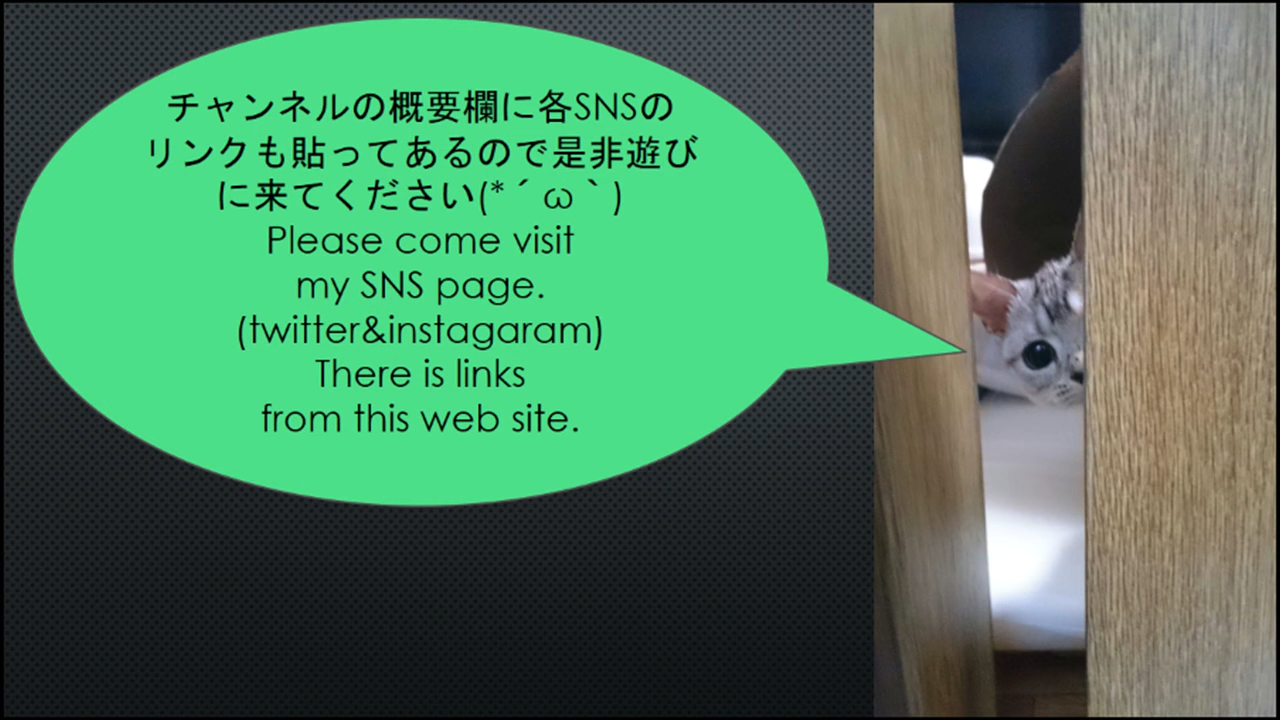 チャンネルの概要欄に各SNSの
リンクも貼ってあるので是非遊び
に来てください(*´ω｀)
Please come visit
my SNS page.
(twitter&instagaram)
There is links
from this web site.